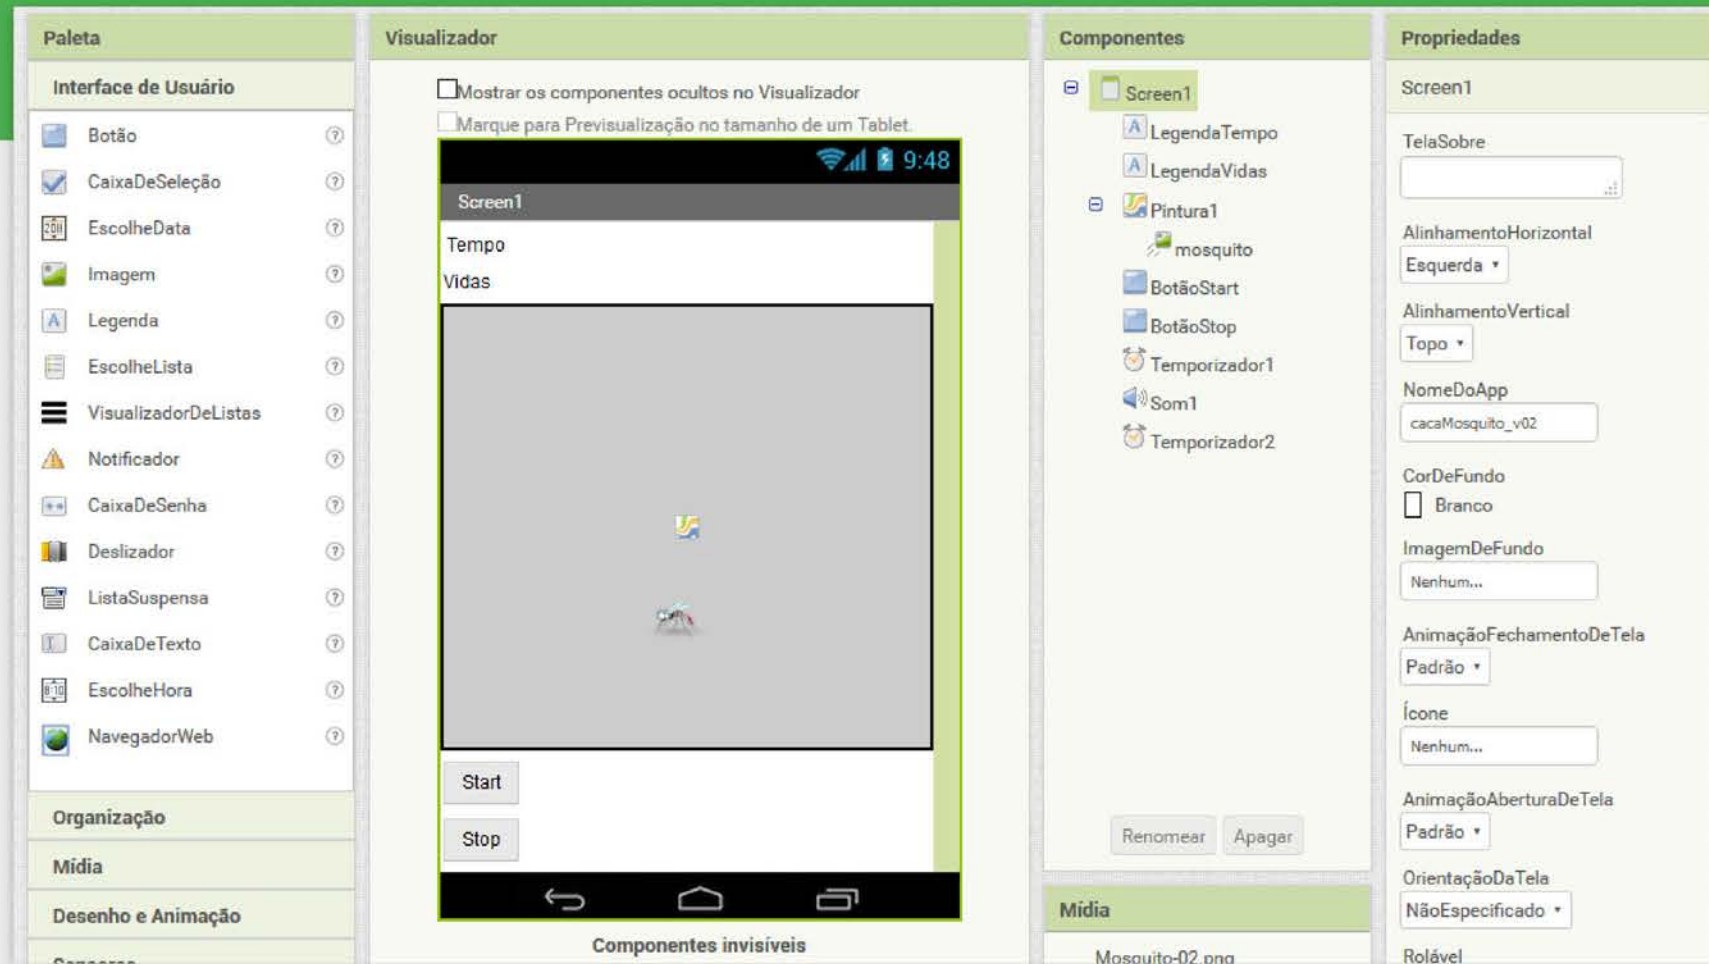 Paleta
Interface de Usuário
Botão
CaixaDeSeleção
EscolheData
Imagem
Legenda
EscolheLista
VisualizadorDeListas
Notificador
CaixaDeSenha
Deslizador
ListaSuspensa
CaixaDeTexto
EscolheHora
NavegadorWeb
Organização
Mídia
Desenho e Animação
Visualizador
Mostrar os componentes ocultos no Visualizador
Marque para Previsualização no tamanho de um Tablet.
9:48
Screen1
Tempo
Vidas
Start
Stop
Componentes invisíveis
Componentes
Screen1
LegendaTempo
LegendaVidas
Pintura1
mosquito
BotãoStart
BotãoStop
Temporizador1
Som1
Temporizador2
Renomear Apagar
Mídia
Mosquito-02.png
Propriedades
Screen1
TelaSobre
AlinhamentoHorizontal
Esquerda
AlinhamentoVertical
Topo
NomeDoApp
cacaMosquito_v02
CorDeFundo
Branco
ImagemDeFundo
Nenhum...
AnimaçãoFechamentoDeTela
Padrão
Ícone
Nenhum...
AnimaçãoAberturaDeTela
Padrão
OrientaçãoDaTela
NãoEspecificado
Rolável